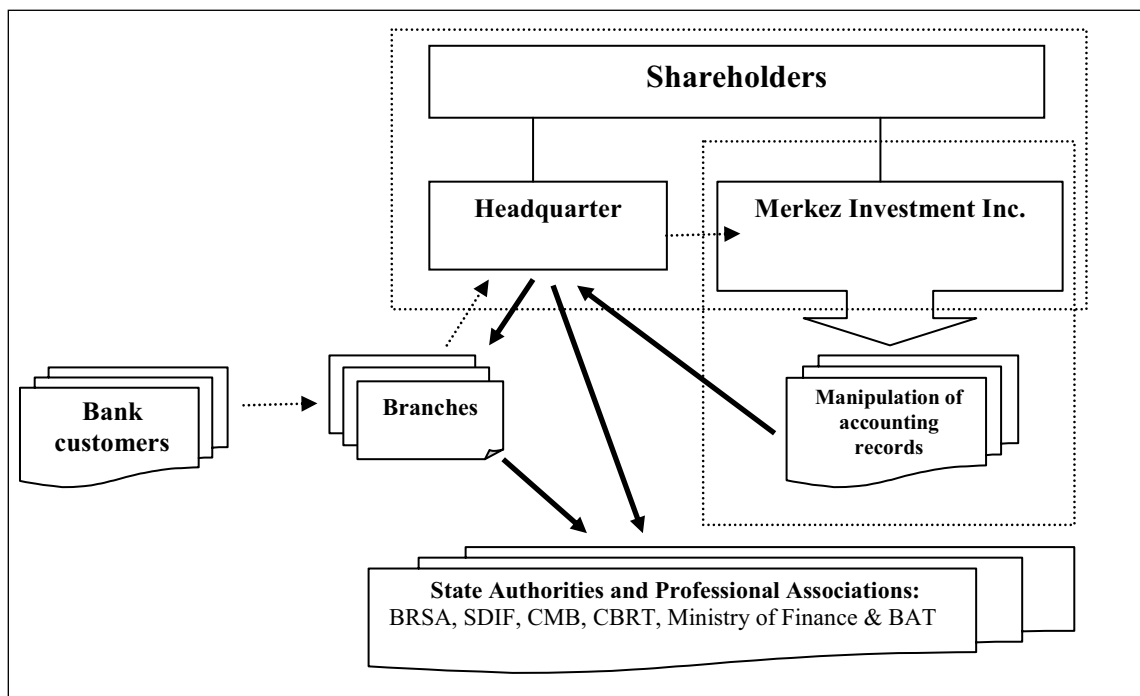 Shareholders
Headquarter
Merkez Investment Inc.
Bank
customers
Branches
Manipulation of
accounting
records
State Authorities and Professional Associations:
BRSA, SDIF, CMB, CBRT, Ministry of Finance & BAT